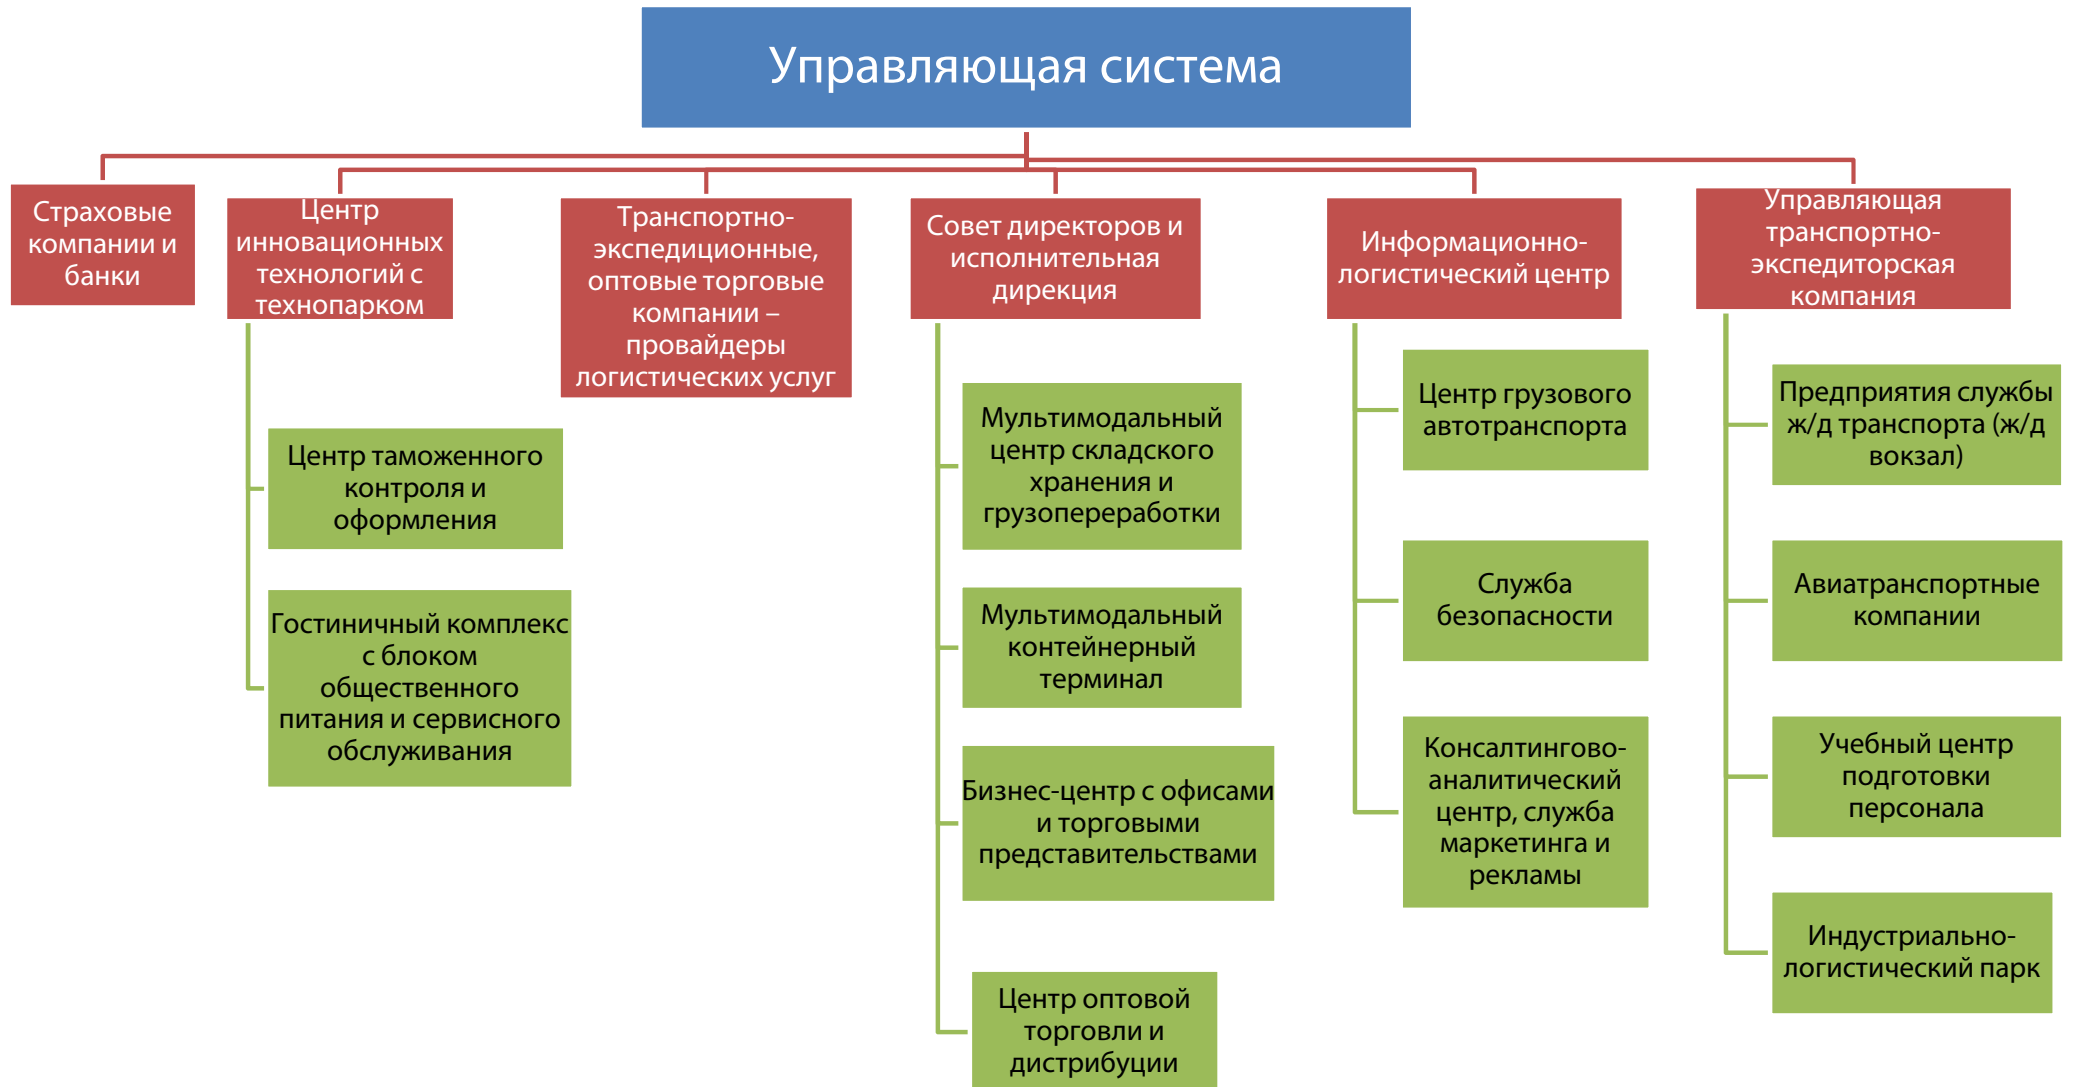 Управляющая система
Страховые
компании и
банки
Центр
инновационных
технологий с
технопарком
Транспортно-
экспедиционные,
оптовые торговые
компании –
провайдеры
логистических услуг
Совет директоров и
исполнительная
дирекция
Информационно-
логистический центр
Управляющая
транспортно-
экспедиторская
компания
Центр таможенного
контроля и
оформления
Гостиничный комплекс
с блоком
общественного
питания и сервисного
обслуживания
Мультимодальный
центр складского
хранения и
грузопереработки
Мультимодальный
контейнерный
терминал
Бизнес-центр с офисами
и торговыми
представительствами
Центр оптовой
торговли и
дистрибуции
Центр грузового
автотранспорта
Служба
безопасности
Консалтингово-
аналитический
центр, служба
маркетинга и
рекламы
Предприятия службы
ж/д транспорта (ж/д
вокзал)
Авиатранспортные
компании
Учебный центр
подготовки
персонала
Индустриально-
логистический парк